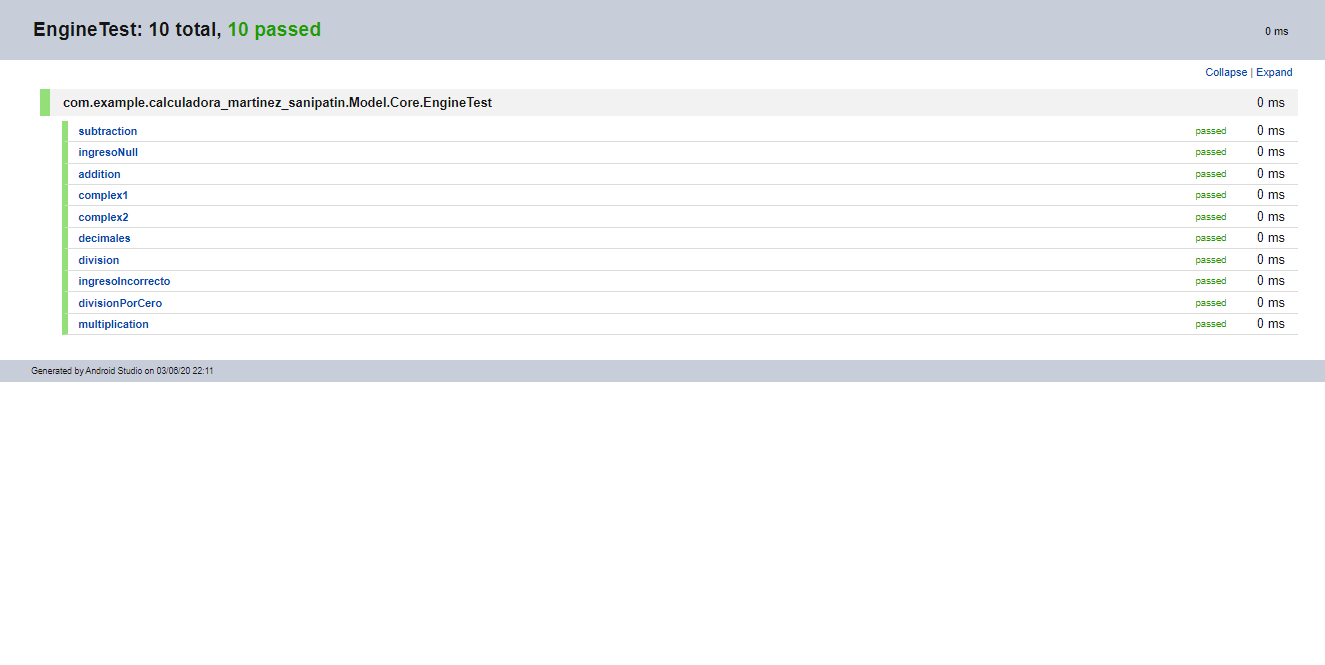 EngineTest: 10 total, 10 passed 0 ms
Collapse | Expand
com.example.calculadora_martinez_sanipatin.Model.Core.EngineTest 0 ms
subtraction passed 0 ms
ingresoNull passed 0 ms
addition passed 0 ms
complex1 passed 0 ms
complex2 passed 0 ms
decimales passed 0 ms
division passed 0 ms
ingresoIncorrecto passed 0 ms
divisionPorCero passed 0 ms
multiplication passed 0 ms
Generated by Android Studio on 03/06/20 22:11